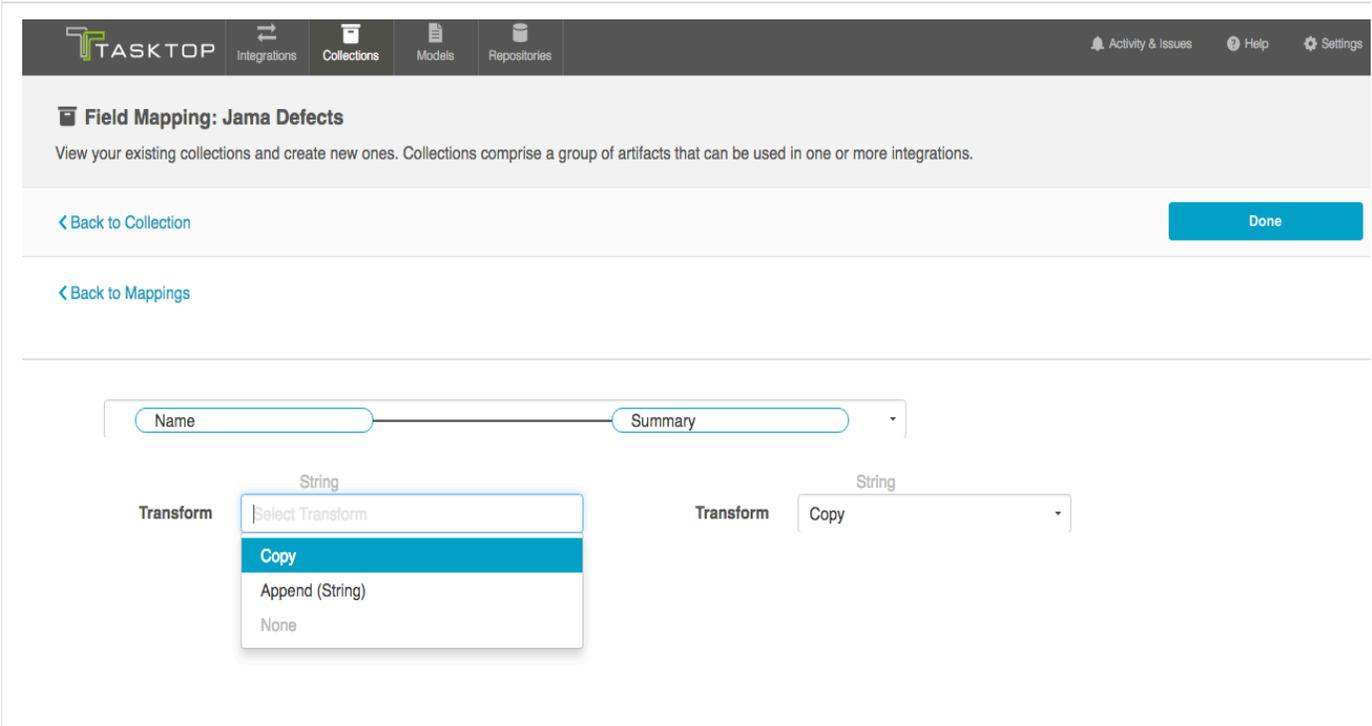 TASKTOP
Integrations
Collections
Models
Repositories
Activity & Issues
Help
Settings
Field Mapping: Jama Defects
View your existing collections and create new ones. Collections comprise a group of artifacts that can be used in one or more integrations.
Back to Collection
Done
Back to Mappings
Name
Summary
String
String
Transform
Select Transform
Transform
Copy
Copy
Append (String)
None